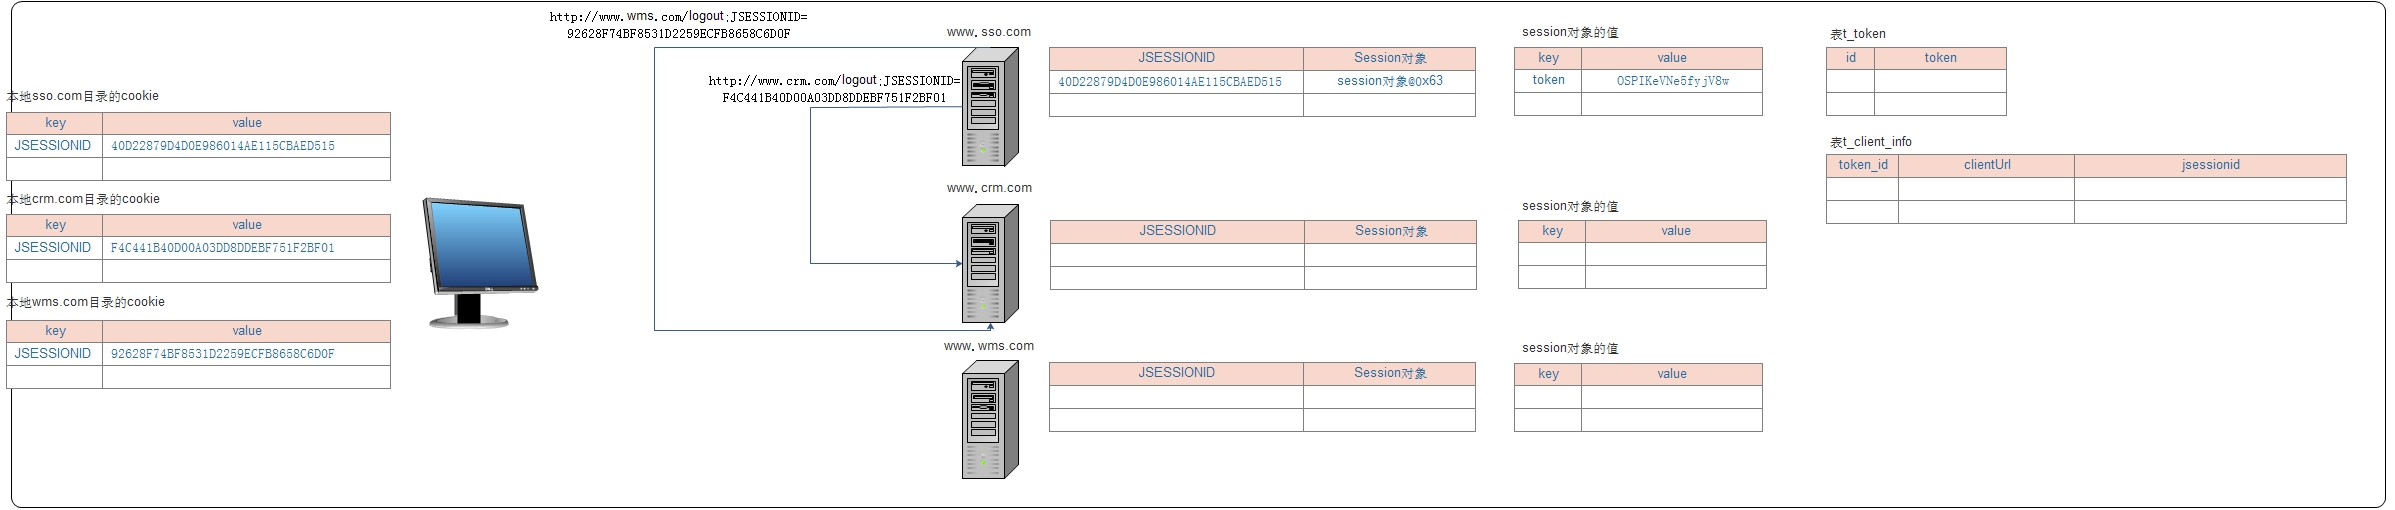 http://www.wms.com/logout;JSESSIONID=
92628F74BF8531D2259ECFB8658C6D0F
http://www.crm.com/logout;JSESSIONID=
F4C441B40D00A03DD8DDEBF751F2BF01
本地sso.com目录的cookie
key value
JSESSIONID 40D22879D4D0E986014AE115CBAED515
本地crm.com目录的cookie
key value
JSESSIONID F4C441B40D00A03DD8DDEBF751F2BF01
本地wms.com目录的cookie
key value
JSESSIONID 92628F74BF8531D2259ECFB8658C6D0F
DELL
www.sso.com
JSESSIONID Session对象
40D22879D4D0E986014AE115CBAED515 session对象@0x63
session对象的值
key value
token OSPIKeVNe5fyjV8w
表t_token
id token
表t_client_info
token_id clientUrl jsessionid
www.crm.com
JSESSIONID Session对象
session对象的值
key value
www.wms.com
JSESSIONID Session对象
session对象的值
key value